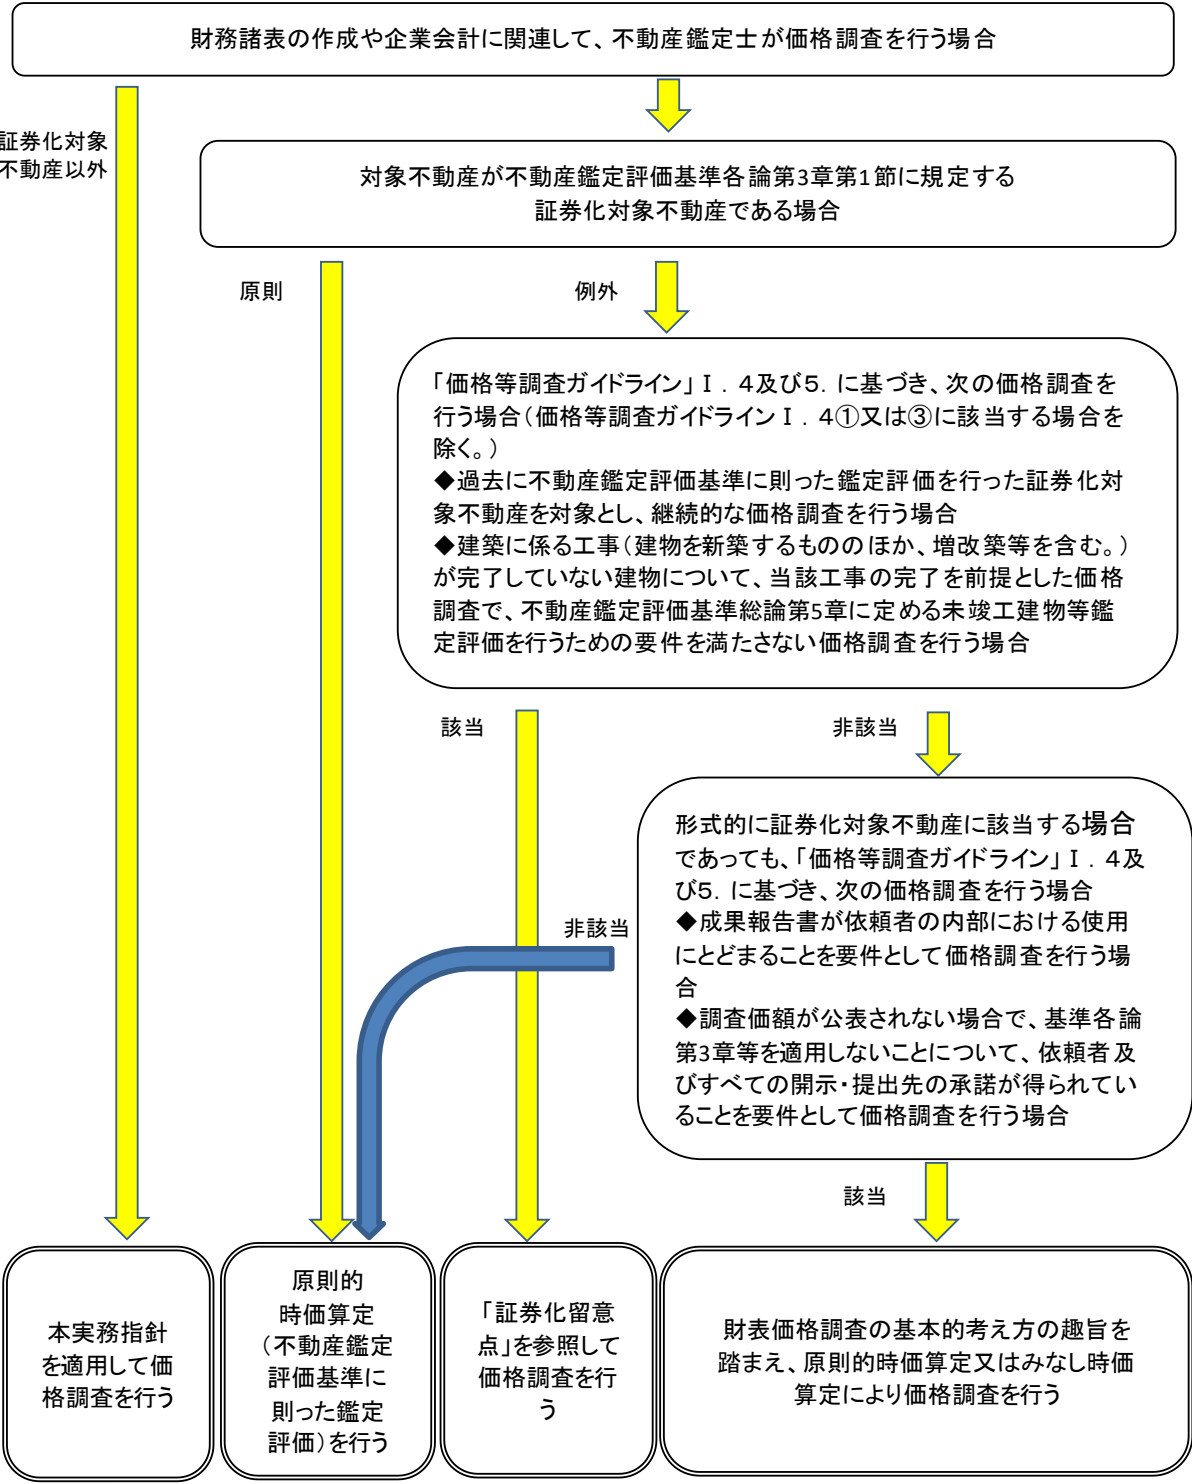 財務諸表の作成や企業会計に関連して、不動産鑑定士が価格調査を行う場合
証券化対象
不動産以外
対象不動産が不動産鑑定評価基準各論第3章第1節に規定する
証券化対象不動産である場合
原則
例外
「価格等調査ガイドライン」Ⅰ．４及び５．に基づき、次の価格調査を
行う場合（価格等調査ガイドラインⅠ．４①又は③に該当する場合を
除く。）
◆過去に不動産鑑定評価基準に則った鑑定評価を行った証券化対
象不動産を対象とし、継続的な価格調査を行う場合
◆建築に係る工事（建物を新築するもののほか、増改築等を含む。）
が完了していない建物について、当該工事の完了を前提とした価格
調査で、不動産鑑定評価基準総論第5章に定める未竣工建物等鑑
定評価を行うための要件を満たさない価格調査を行う場合
該当
非該当
形式的に証券化対象不動産に該当する場合
であっても、「価格等調査ガイドライン」Ⅰ．４及
び５．に基づき、次の価格調査を行う場合
◆成果報告書が依頼者の内部における使用
にとどまることを要件として価格調査を行う場
合
◆調査価額が公表されない場合で、基準各論
第3章等を適用しないことについて、依頼者及
びすべての開示・提出先の承諾が得られてい
ることを要件として価格調査を行う場合
非該当
該当
本実務指針
を適用して価
格調査を行う
原則的
時価算定
（不動産鑑定
評価基準に
則った鑑定
評価）を行う
「証券化留意
点」を参照して
価格調査を行
う
財表価格調査の基本的考え方の趣旨を
踏まえ、原則的時価算定又はみなし時価
算定により価格調査を行う